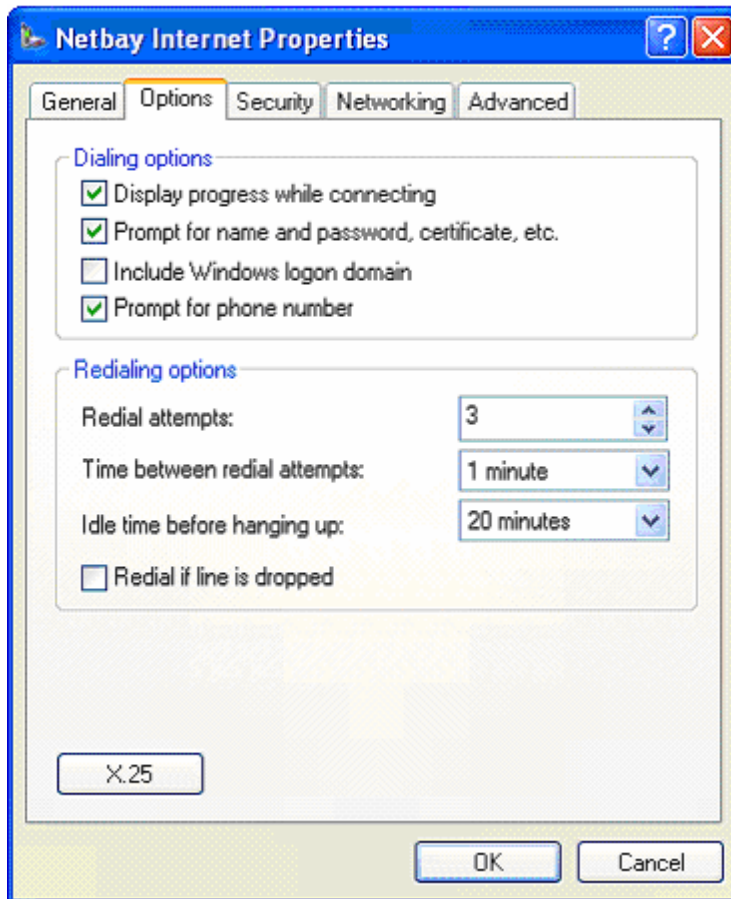 Netbay Internet Properties
General Options Security Networking Advanced
Dialing options
Display progress while connecting
Prompt for name and password, certificate, etc.
Include Windows logon domain
Prompt for phone number
Redialing options
Redial attempts: 3
Time between redial attempts: 1 minute
Idle time before hanging up: 20 minutes
Redial if line is dropped
X.25
OK Cancel